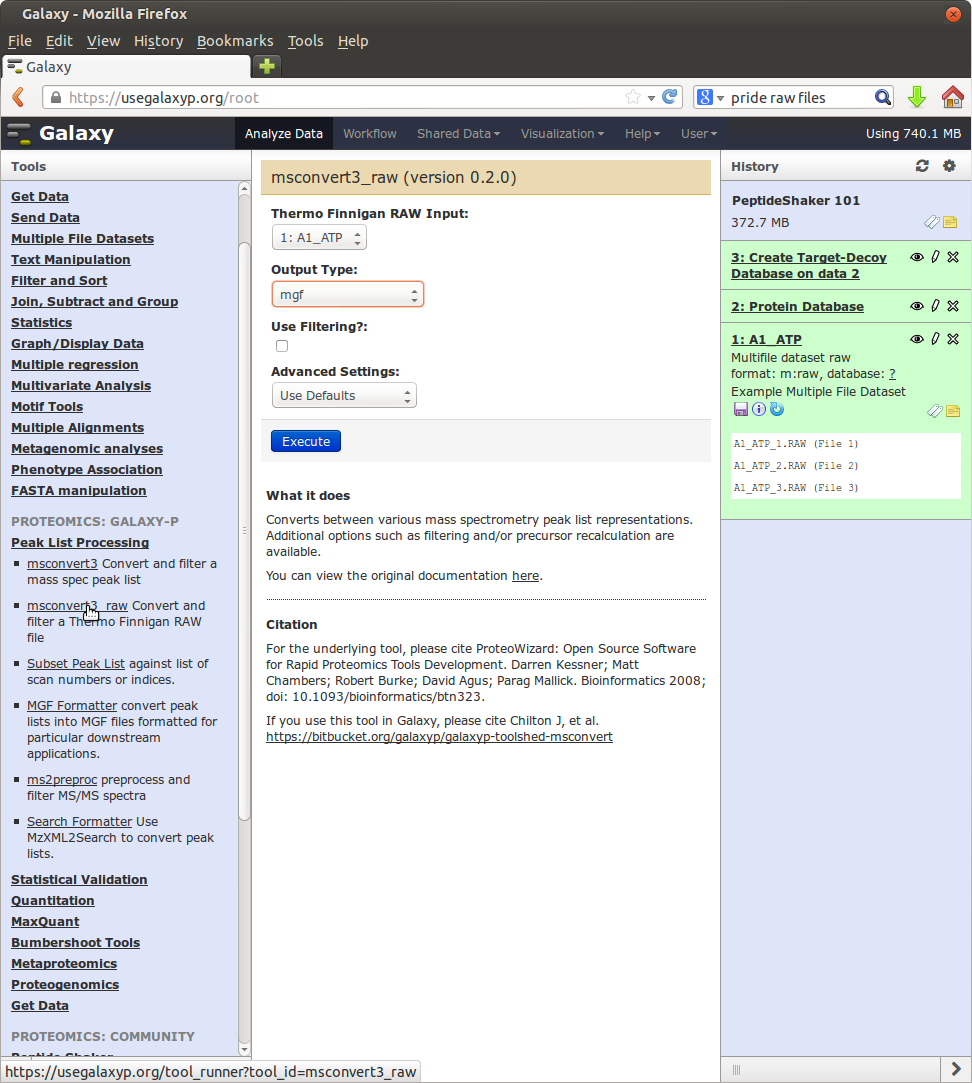 Galaxy - Mozilla Firefox
File Edit View History Bookmarks Tools Help
Galaxy
https://usegalaxyp.org/root
8 pride raw files
Galaxy
Analyze Data Workflow Shared Data Visualization Help User
Using 740.1 MB
Tools
Get Data
Send Data
Multiple File Datasets
Text Manipulation
Filter and Sort
Join, Subtract and Group
Statistics
Graph/Display Data
Multiple regression
Multivariate Analysis
Motif Tools
Multiple Alignments
Metagenomic analyses
Phenotype Association
FASTA manipulation
PROTEOMICS: GALAXY-P
Peak List Processing
msconvert3 Convert and filter a
mass spec peak list
msconvert3_raw Convert and
filter a Thermo Finnigan RAW
file
Subset Peak List against list of
scan numbers or indices.
MGF Formatter convert peak
lists into MGF files formatted for
particular downstream
applications.
ms2preproc preprocess and
filter MS/MS spectra
Search Formatter Use
MzXML2Search to convert peak
lists.
Statistical Validation
Quantitation
MaxQuant
Bumbershoot Tools
Metaproteomics
Proteogenomics
Get Data
PROTEOMICS: COMMUNITY
Peptide Shaker
https://usegalaxyp.org/tool_runner?tool_id=msconvert3_raw
msconvert3_raw (version 0.2.0)
Thermo Finnigan RAW Input:
1: A1_ATP
Output Type:
mgf
Use Filtering?:
Advanced Settings:
Use Defaults
Execute
What it does
Converts between various mass spectrometry peak list representations.
Additional options such as filtering and/or precursor recalculation are
available.
You can view the original documentation here.
Citation
For the underlying tool, please cite ProteoWizard: Open Source Software
for Rapid Proteomics Tools Development. Darren Kessner; Matt
Chambers; Robert Burke; David Agus; Parag Mallick. Bioinformatics 2008;
doi: 10.1093/bioinformatics/btn323.
If you use this tool in Galaxy, please cite Chilton J, et al.
https://bitbucket.org/galaxyp/galaxyp-toolshed-msconvert
History
PeptideShaker 101
372.7 MB
3: Create Target-Decoy
Database on data 2
2: Protein Database
1: A1_ATP
Multifile dataset raw
format: m:raw, database: ?
Example Multiple File Dataset
A1_ATP_1.RAW (File 1)
A1_ATP_2.RAW (File 2)
A1_ATP_3.RAW (File 3)